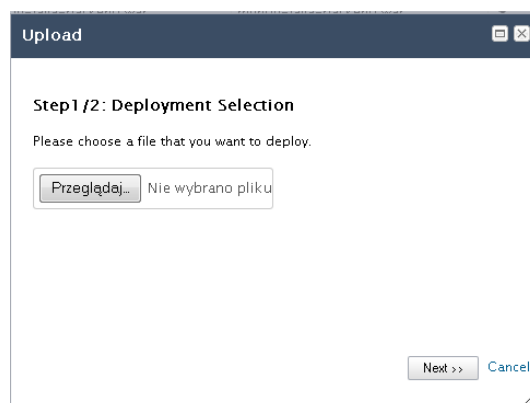 Upload
Step1/2: Deployment Selection
Please choose a file that you want to deploy.
Przeglądaj... Nie wybrano pliku
Next >> Cancel